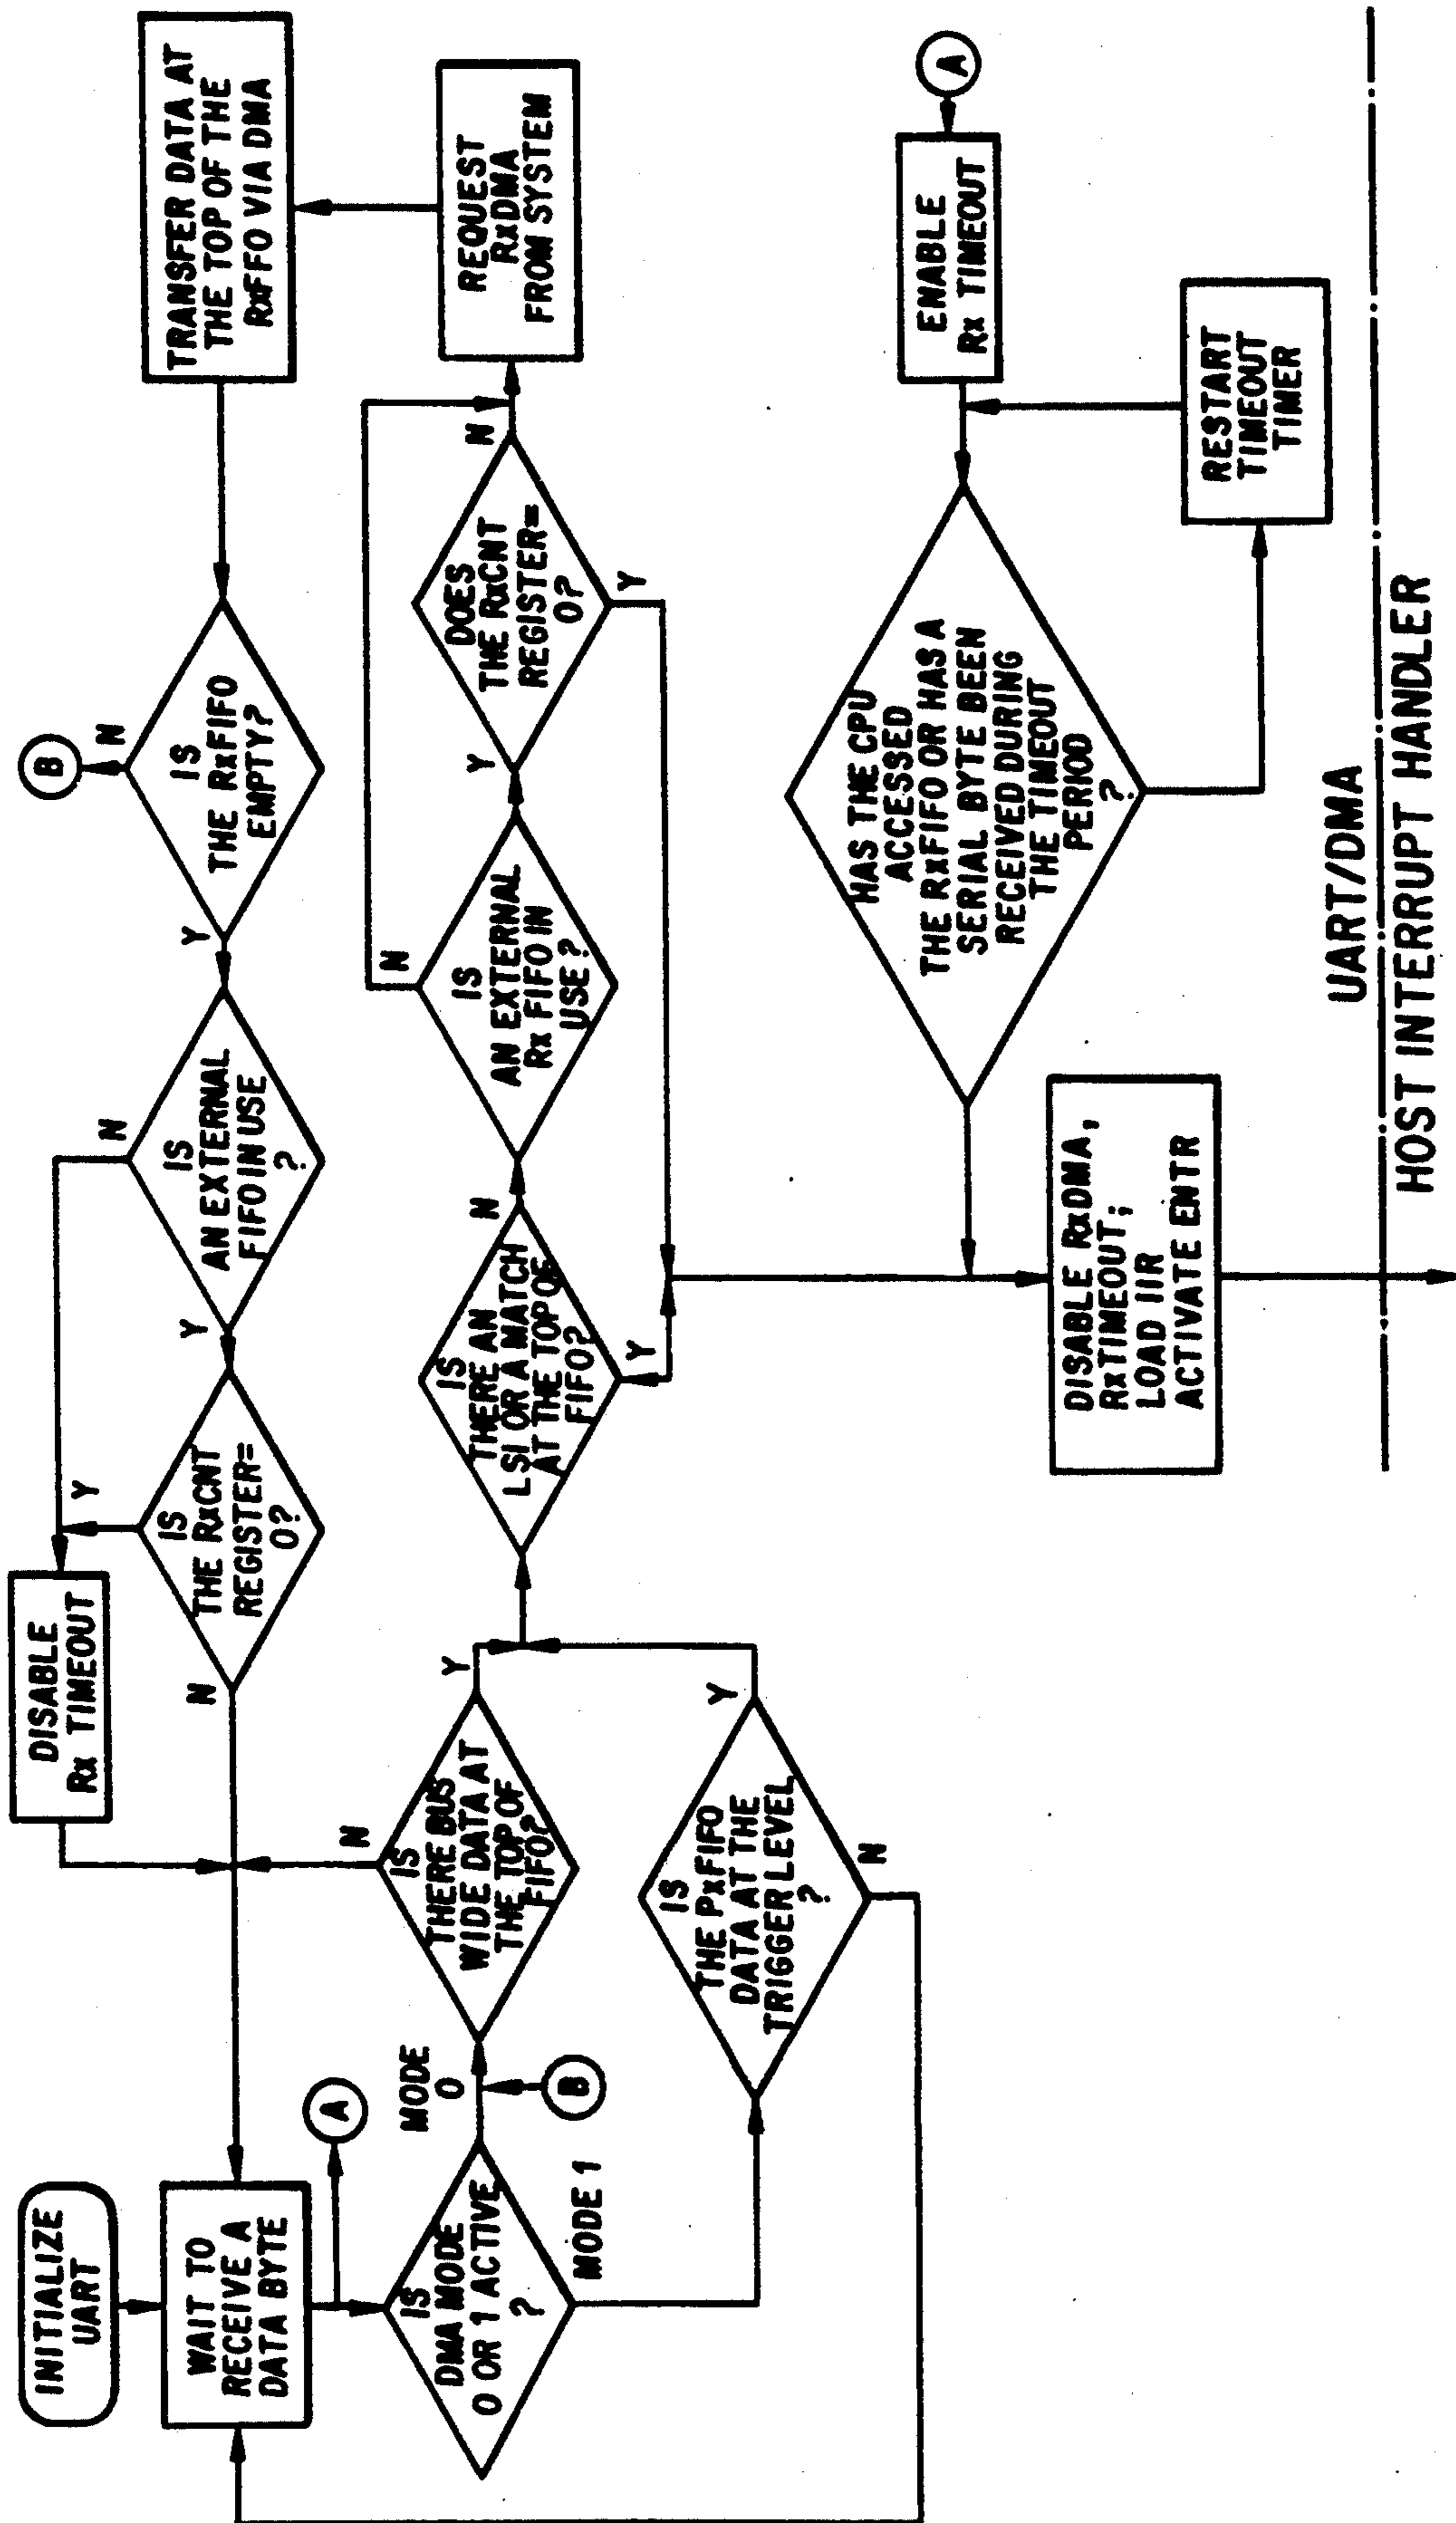 INITIALIZE
UART
WAIT TO
RECEIVE A
DATA BYTE
A
IS
DMA MODE
0 OR 1 ACTIVE
?
MODE
0
MODE 1
B
IS
THERE BUS
WIDE DATA AT
THE TOP OF
FIFO?
N
Y
IS
THE PxFIFO
DATA AT THE
TRIGGER LEVEL
?
Y
N
DISABLE
Rx TIMEOUT
IS
THE RxCNT
REGISTER=
0?
Y
N
IS
AN EXTERNAL
FIFO IN USE
?
N
Y
IS
THE RxFIFO
EMPTY?
N
Y
B
TRANSFER DATA AT
THE TOP OF THE
RxFFO VIA DMA
IS
THERE AN
LSI OR A MATCH
AT THE TOP OF
FIFO?
N
Y
IS
AN EXTERNAL
Rx FIFO IN
USE?
N
Y
DOES
THE RxCNT
REGISTER=
0?
N
Y
REQUEST
RxDMA
FROM SYSTEM
A
ENABLE
Rx TIMEOUT
HAS THE CPU
ACCESSED
THE RxFIFO OR HAS A
SERIAL BYTE BEEN
RECEIVED DURING
THE TIMEOUT
PERIOD
?
RESTART
TIMEOUT
TIMER
DISABLE RxDMA,
RxTIMEOUT;
LOAD IIR
ACTIVATE ENTR
UART/DMA
HOST INTERRUPT HANDLER